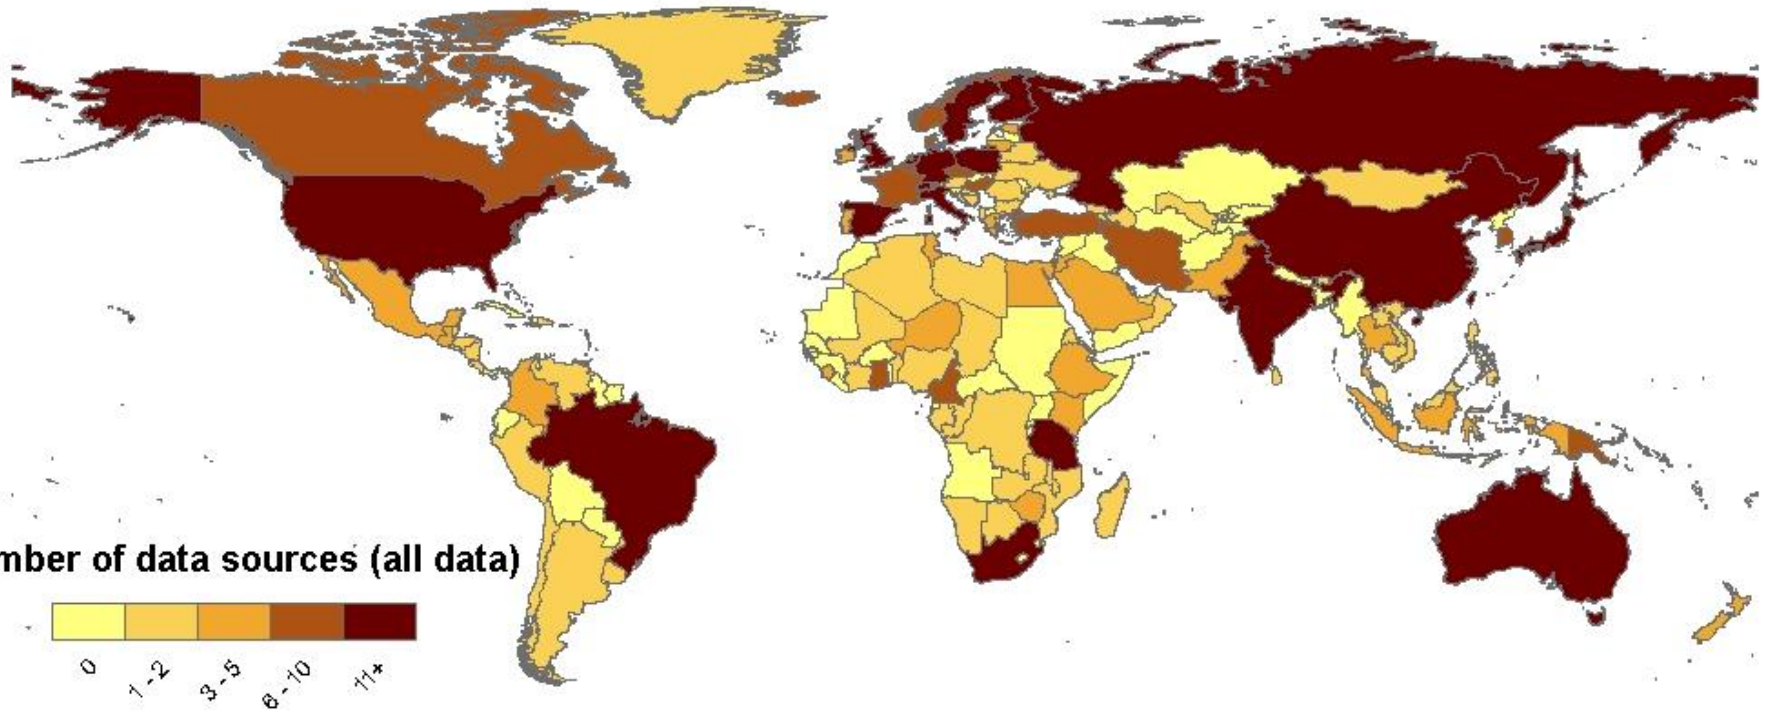 mber of data sources (all data)
0
1 - 2
3 - 5
6 - 10
11+